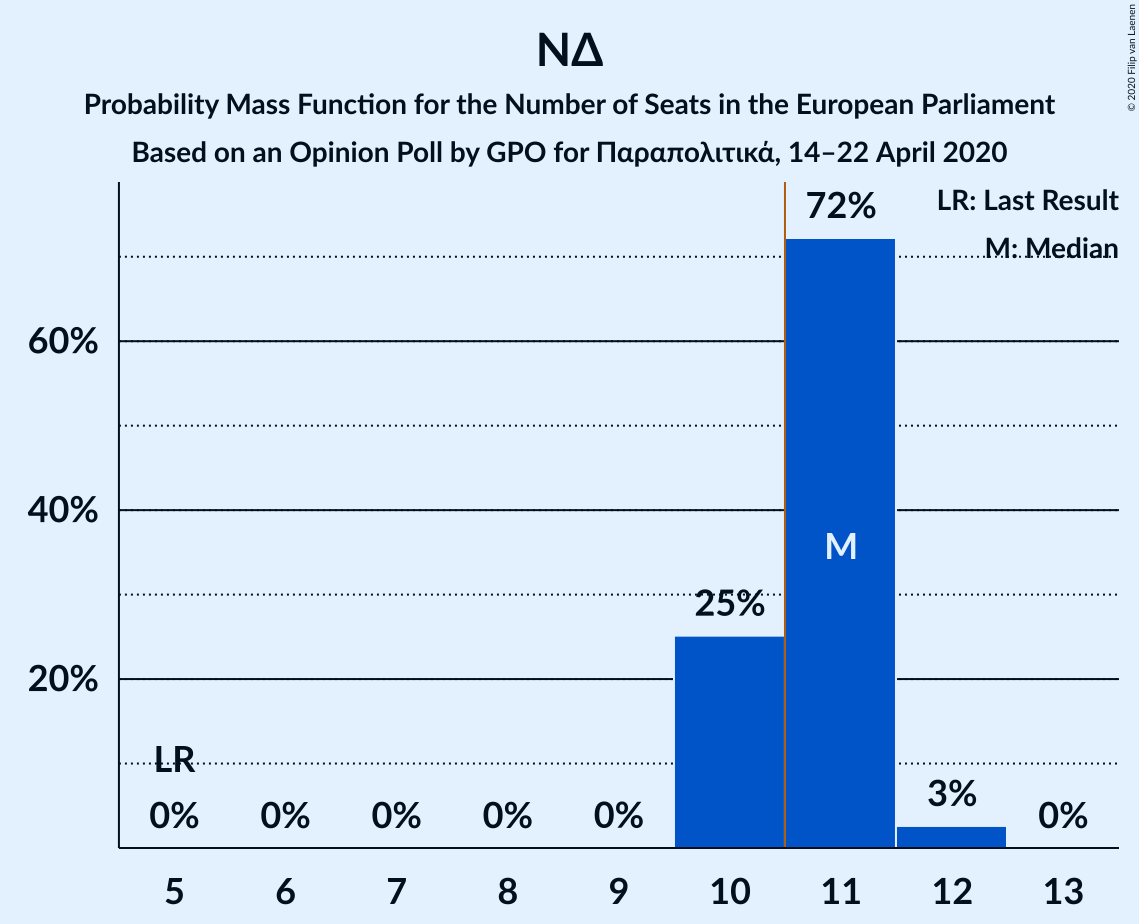 ΝΔ
Probability Mass Function for the Number of Seats in the European Parliament
Based on an Opinion Poll by GPO for Παραπολιτικά, 14–22 April 2020
© 2020 Filip van Laenen
LR: Last Result
M: Median
72%
60%
40%
M
25%
20%
LR
0% 0% 0% 0% 0% 3% 0%
5 6 7 8 9 10 11 12 13